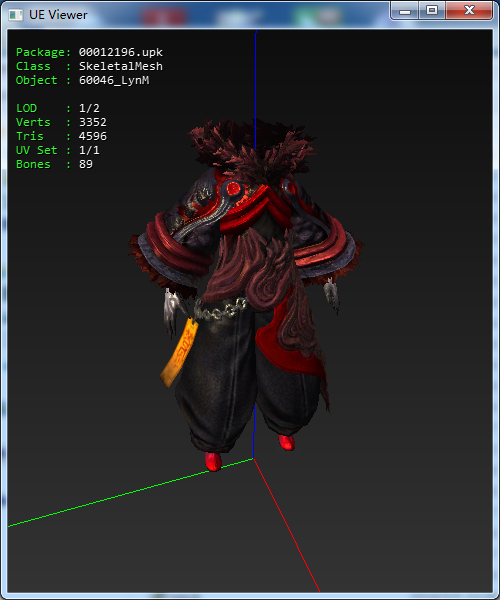 UE Viewer
Package: 00012196.upk
Class : SkeletalMesh
Object : 60046_LynM
LOD : 1/2
Verts : 3352
Tris : 4596
UV Set : 1/1
Bones : 89